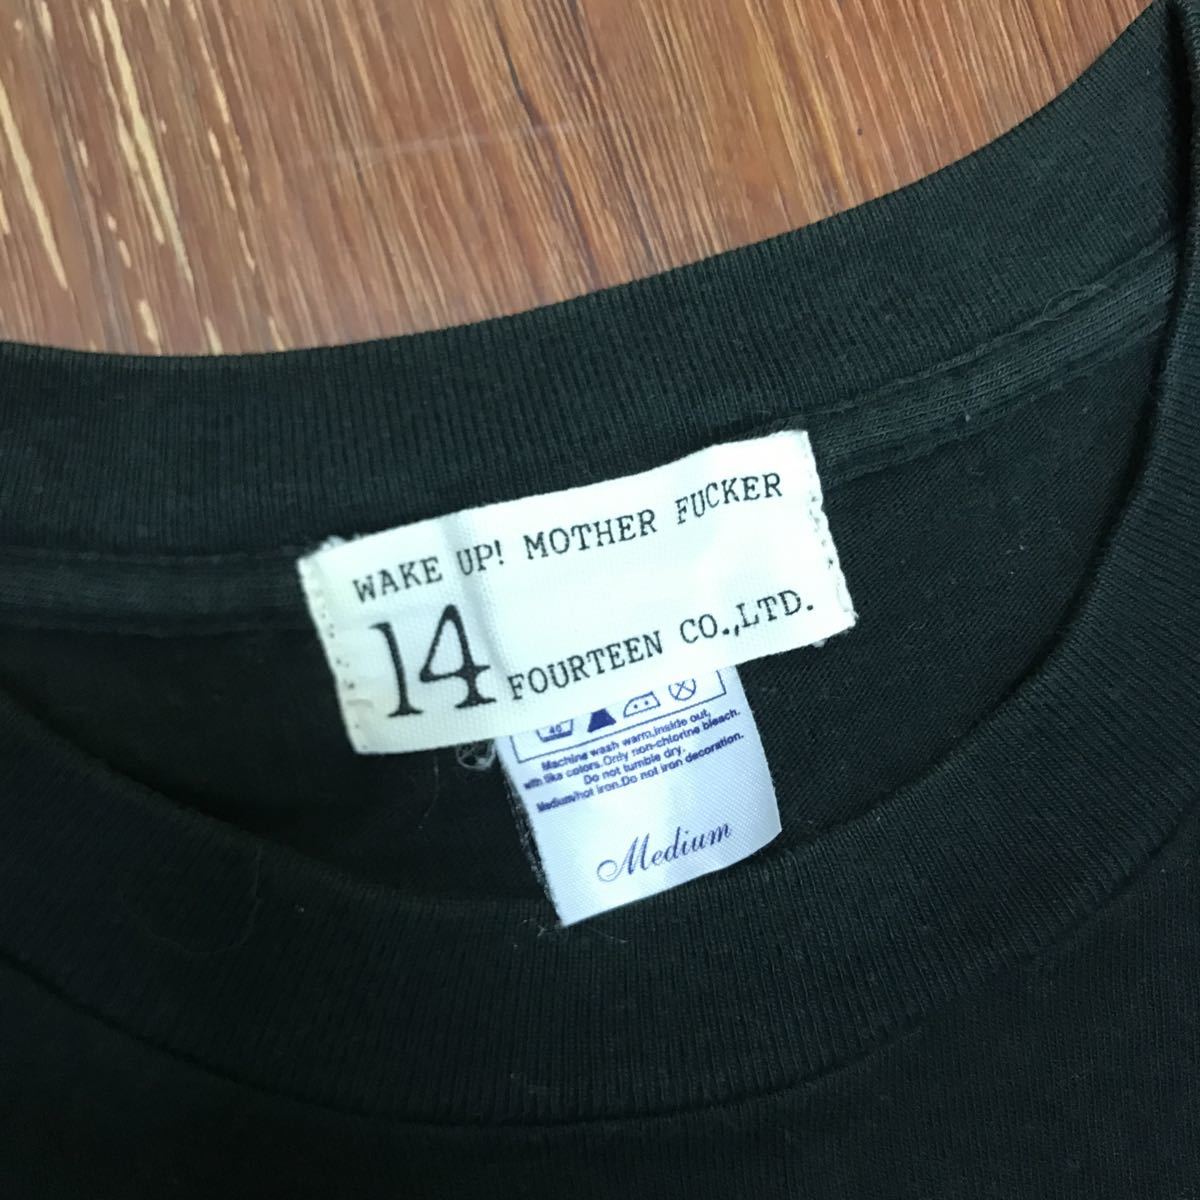 WAKE UP! MOTHER FUCKER
14 FOURTEEN CO.,LTD.
40
Machine wash warm,inside out,
with like colors.Only non-chlorine bleach.
Do not tumble dry.
Medium/hot iron.Do not iron decoration.
Medium